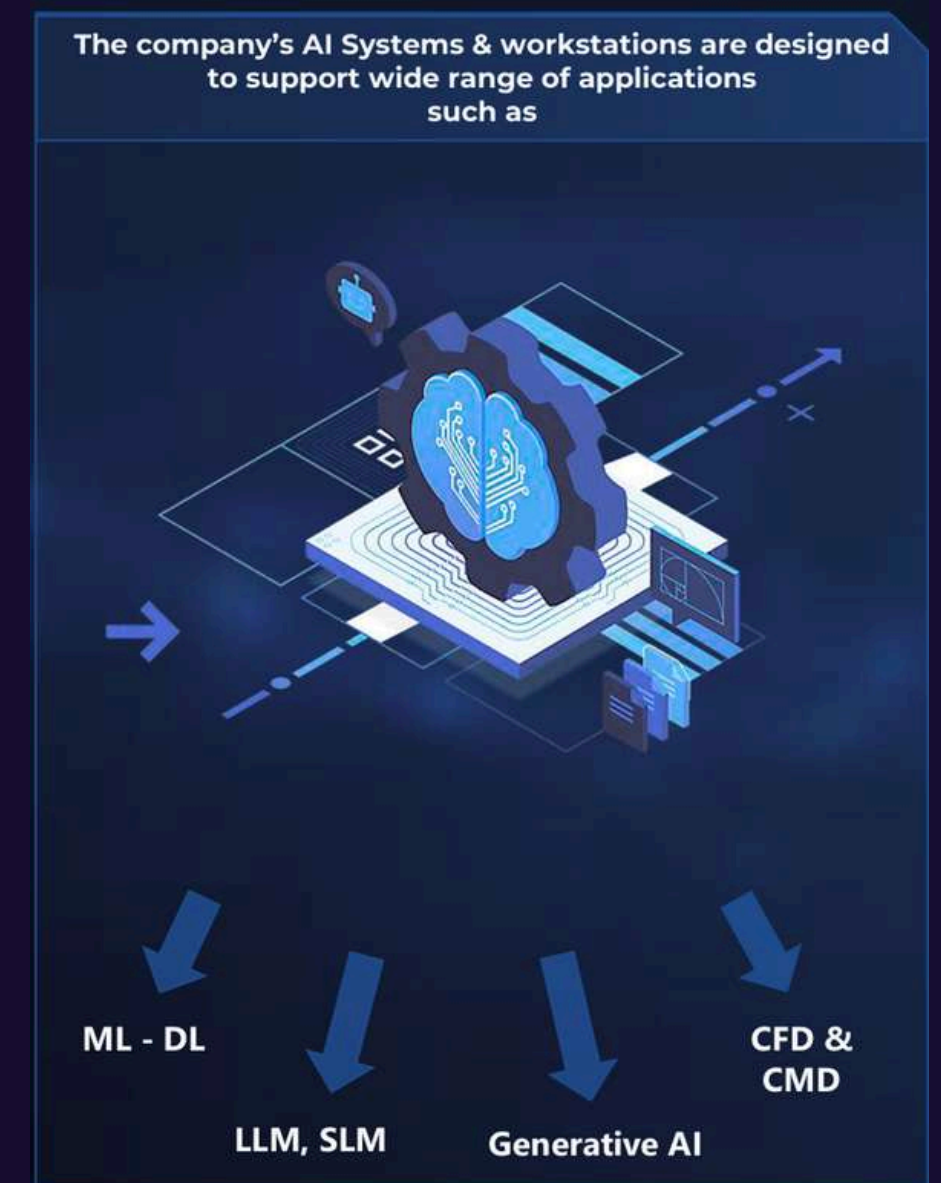 The company’s AI Systems & workstations are designed
to support wide range of applications
such as
ML - DL
LLM, SLM
Generative AI
CFD &
CMD